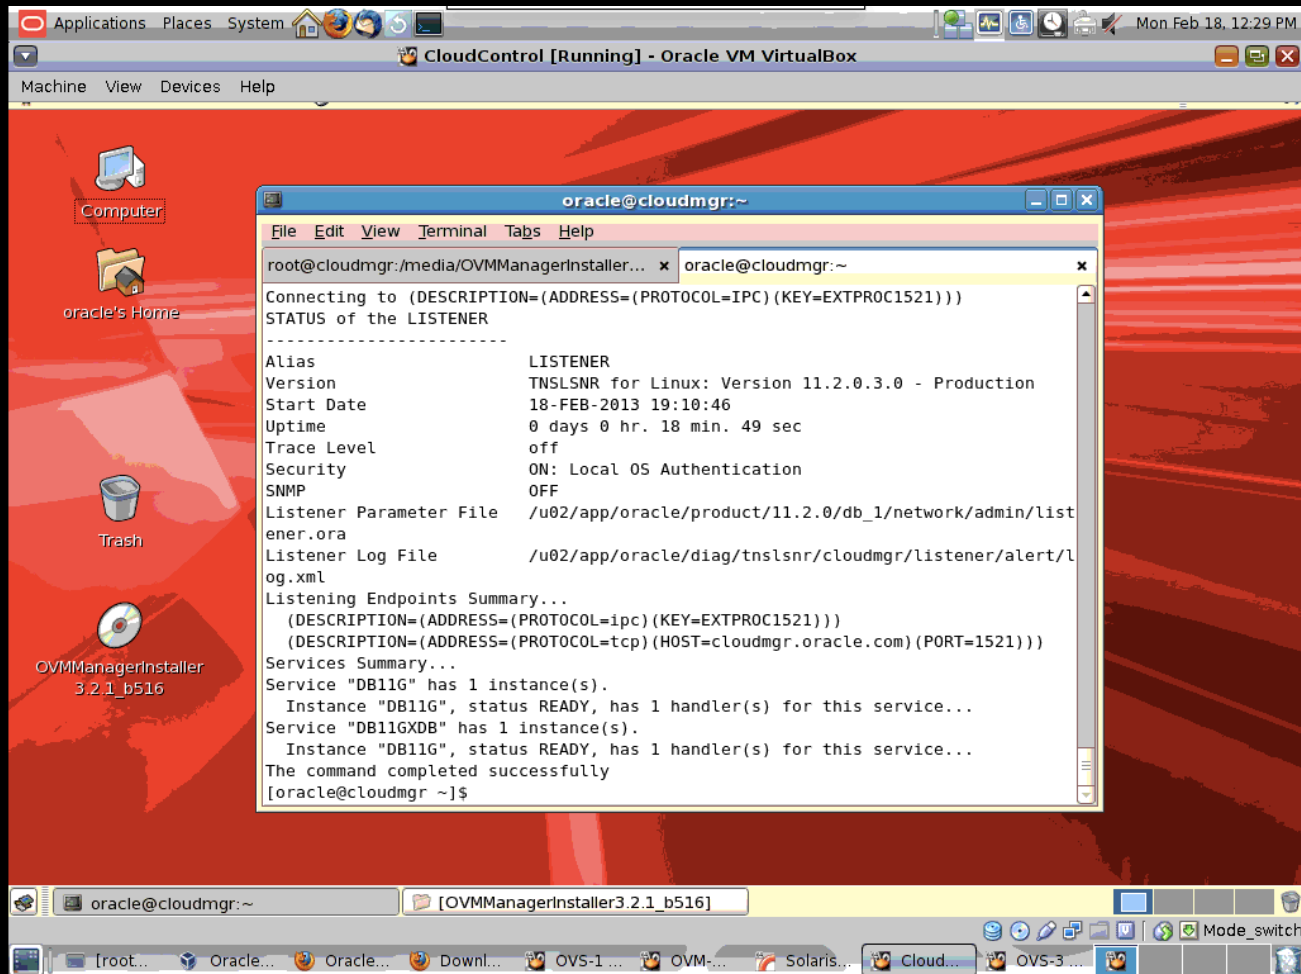 Applications Places System Mon Feb 18, 12:29 PM
CloudControl [Running] - Oracle VM VirtualBox
Machine View Devices Help
Computer
oracle's Home
Trash
OVMManagerInstaller
3.2.1_b516
oracle@cloudmgr:~
File Edit View Terminal Tabs Help
root@cloudmgr:/media/OVMManagerInstaller... oracle@cloudmgr:~
Connecting to (DESCRIPTION=(ADDRESS=(PROTOCOL=IPC)(KEY=EXTPROC1521)))
STATUS of the LISTENER
------------------------
Alias LISTENER
Version TNSLSNR for Linux: Version 11.2.0.3.0 - Production
Start Date 18-FEB-2013 19:10:46
Uptime 0 days 0 hr. 18 min. 49 sec
Trace Level off
Security ON: Local OS Authentication
SNMP OFF
Listener Parameter File /u02/app/oracle/product/11.2.0/db_1/network/admin/list
ener.ora
Listener Log File /u02/app/oracle/diag/tnslsnr/cloudmgr/listener/alert/l
og.xml
Listening Endpoints Summary...
(DESCRIPTION=(ADDRESS=(PROTOCOL=ipc)(KEY=EXTPROC1521)))
(DESCRIPTION=(ADDRESS=(PROTOCOL=tcp)(HOST=cloudmgr.oracle.com)(PORT=1521)))
Services Summary...
Service "DB11G" has 1 instance(s).
Instance "DB11G", status READY, has 1 handler(s) for this service...
Service "DB11GXDB" has 1 instance(s).
Instance "DB11G", status READY, has 1 handler(s) for this service...
The command completed successfully
[oracle@cloudmgr ~]$
oracle@cloudmgr:~ [OVMManagerInstaller3.2.1_b516]
Mode_switch
[root... Oracle... Oracle... Downl... OVS-1 ... OVM-... Solaris... Cloud... OVS-3 ...